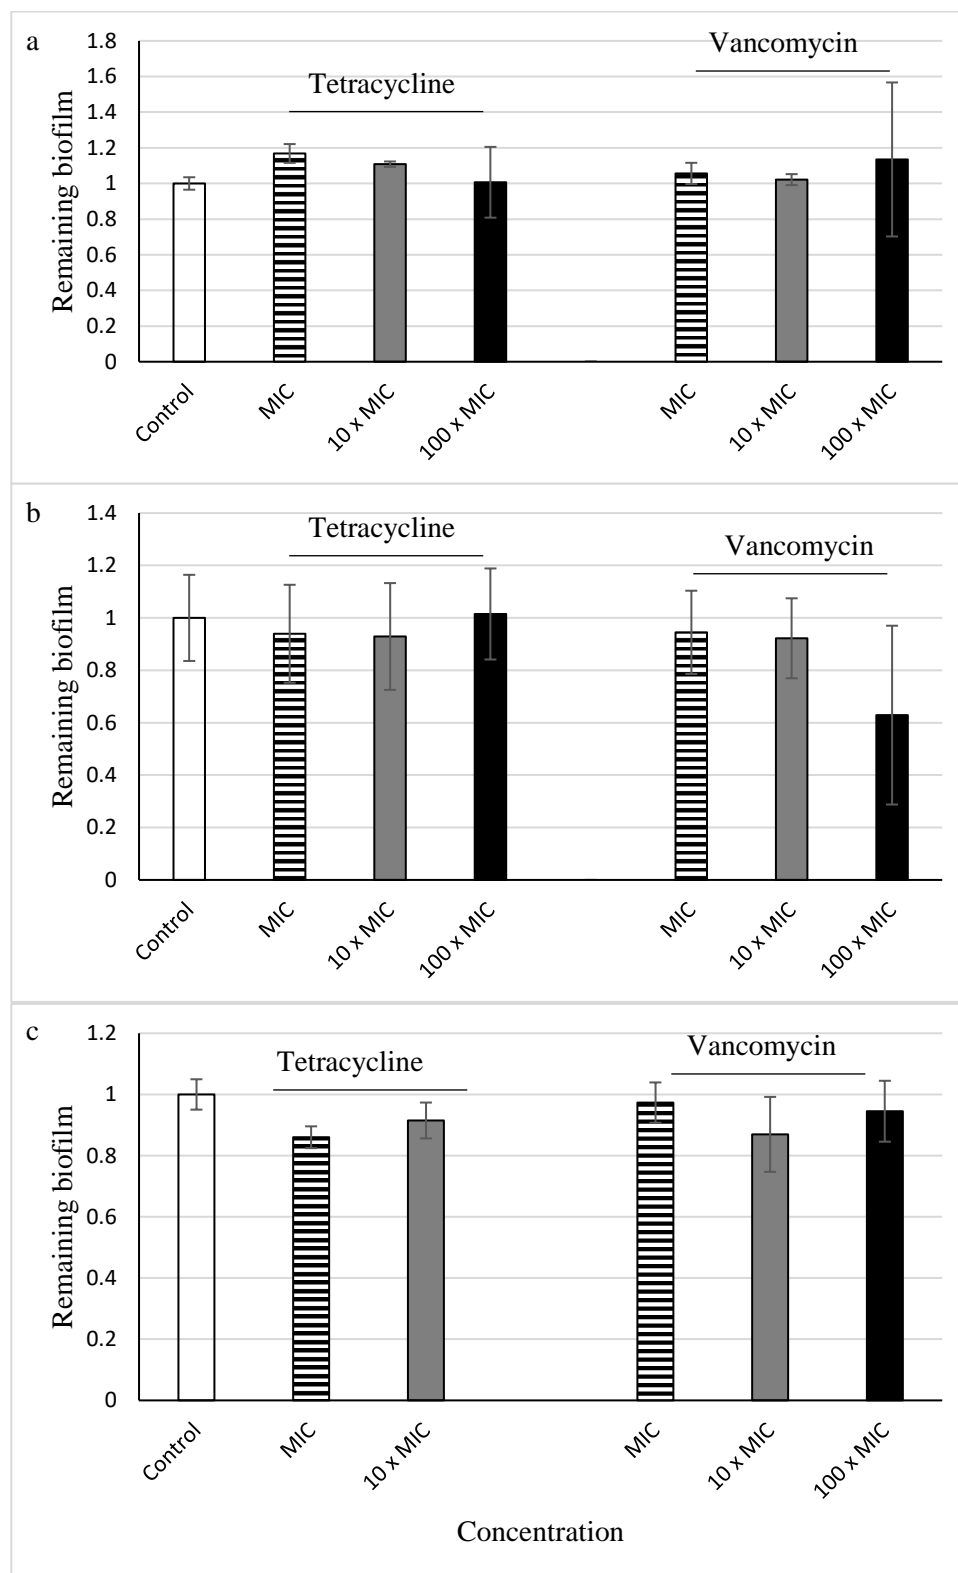 a
Remaining biofilm
1.8
1.6
1.4
1.2
1
0.8
0.6
0.4
0.2
0
Tetracycline
Vancomycin
Control
MIC
10 x MIC
100 x MIC
MIC
10 x MIC
100 x MIC
b
Remaining biofilm
1.4
1.2
1
0.8
0.6
0.4
0.2
0
Tetracycline
Vancomycin
Control
MIC
10 x MIC
100 x MIC
MIC
10 x MIC
100 x MIC
c
Remaining biofilm
1.2
1
0.8
0.6
0.4
0.2
0
Tetracycline
Vancomycin
Control
MIC
10 x MIC
MIC
10 x MIC
100 x MIC
Concentration